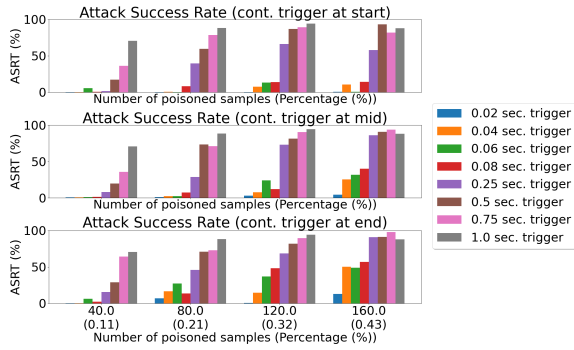 Attack Success Rate (cont. trigger at start)
100
50
0
ASRT (%)
Number of poisoned samples (Percentage (%))
Attack Success Rate (cont. trigger at mid)
100
50
0
ASRT (%)
Number of poisoned samples (Percentage (%))
Attack Success Rate (cont. trigger at end)
100
50
0
ASRT (%)
40.0 80.0 120.0 160.0
(0.11) (0.21) (0.32) (0.43)
Number of poisoned samples (Percentage (%))
0.02 sec. trigger
0.04 sec. trigger
0.06 sec. trigger
0.08 sec. trigger
0.25 sec. trigger
0.5 sec. trigger
0.75 sec. trigger
1.0 sec. trigger